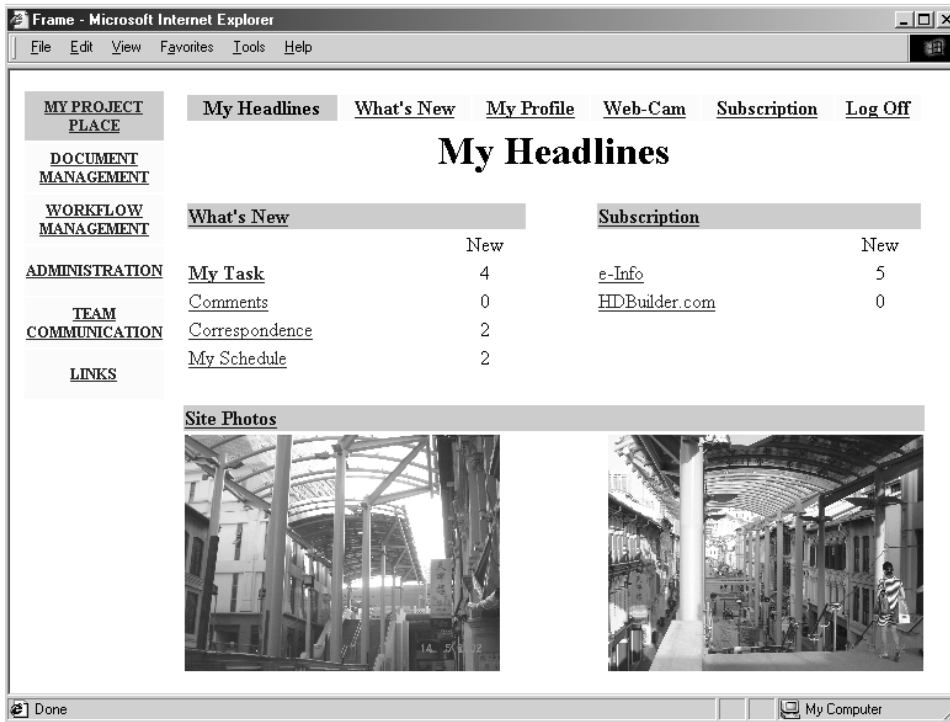 Frame - Microsoft Internet Explorer
File Edit View Favorites Tools Help
MY PROJECT
PLACE
DOCUMENT
MANAGEMENT
WORKFLOW
MANAGEMENT
ADMINISTRATION
TEAM
COMMUNICATION
LINKS
My Headlines What's New My Profile Web-Cam Subscription Log Off
My Headlines
What's New
New
My Task 4
Comments 0
Correspondence 2
My Schedule 2
Subscription
New
e-Info 5
HDBuilder.com 0
Site Photos
Done
My Computer